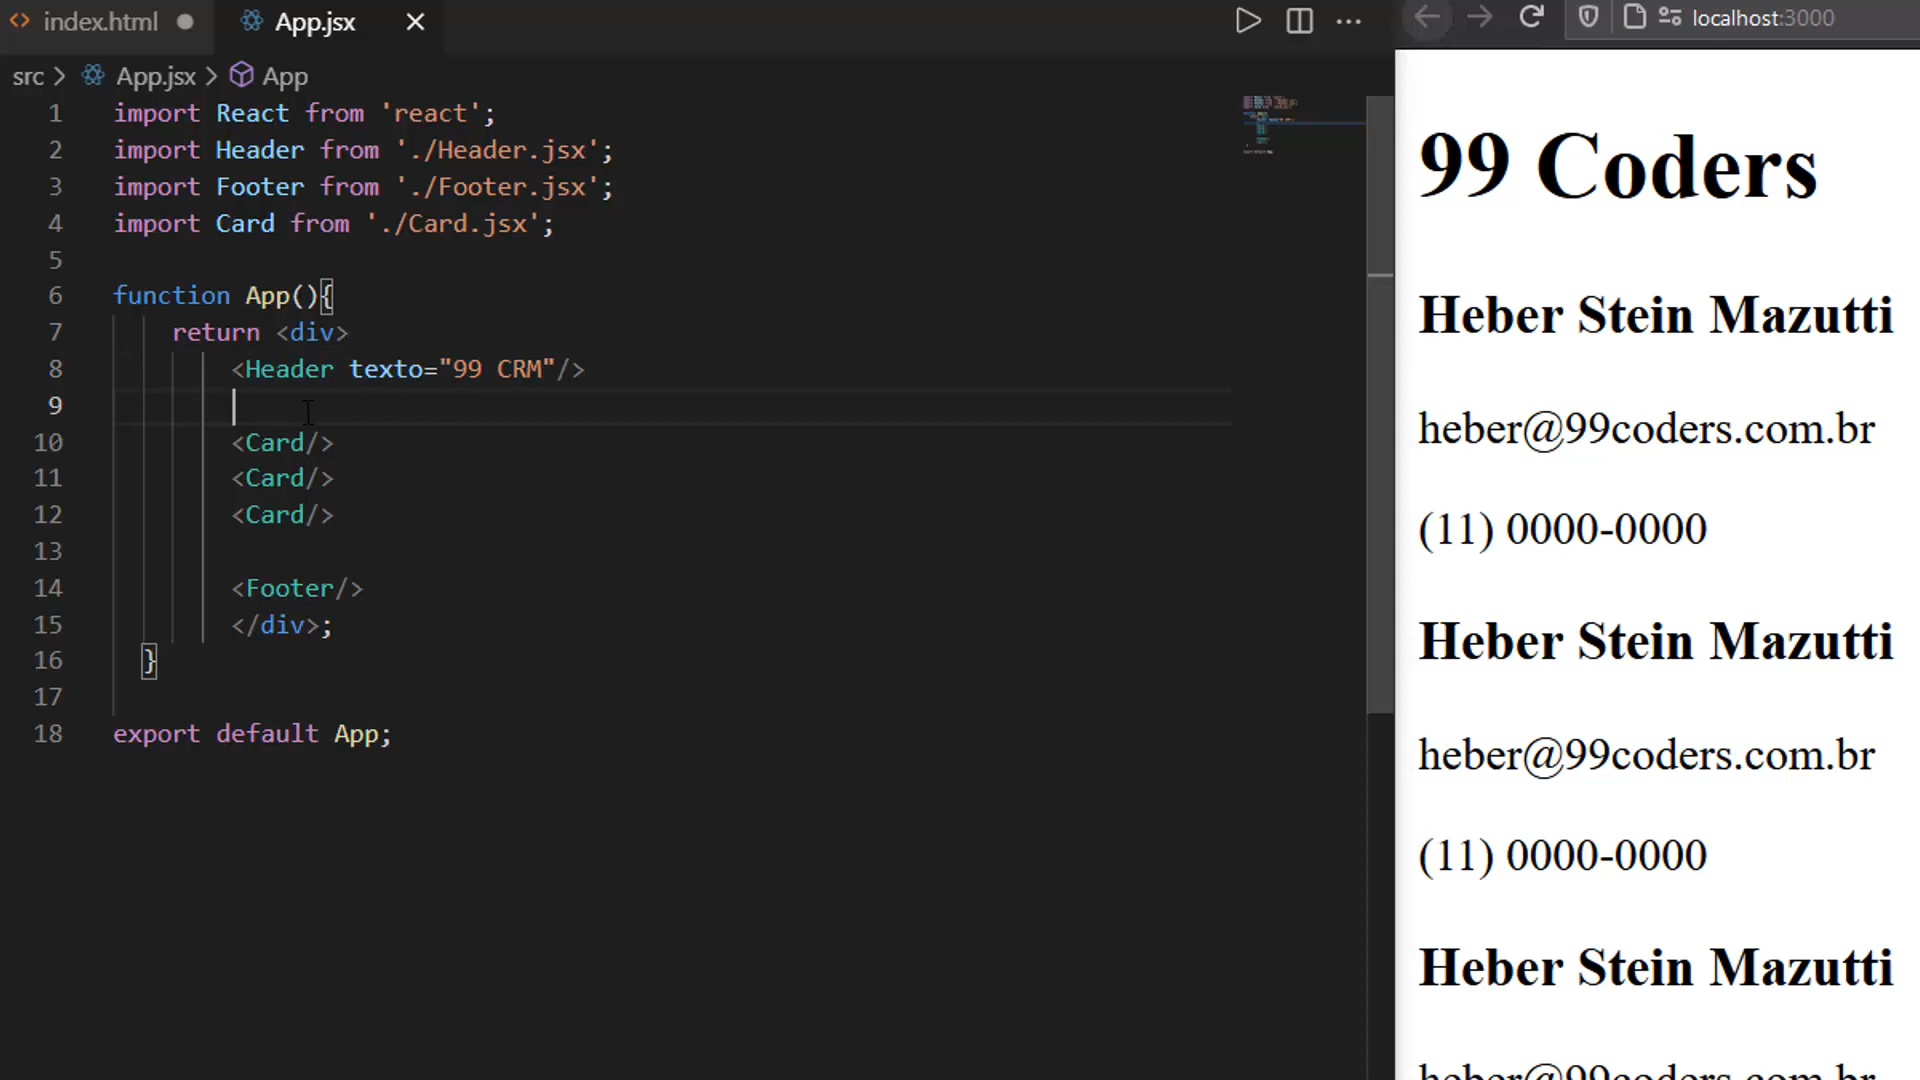 index.html
App.jsx
src > App.jsx > App
1 import React from 'react';
2 import Header from './Header.jsx';
3 import Footer from './Footer.jsx';
4 import Card from './Card.jsx';
5
6 function App(){
7 return <div>
8 <Header texto="99 CRM"/>
9
10 <Card/>
11 <Card/>
12 <Card/>
13
14 <Footer/>
15 </div>;
16 }
17
18 export default App;
localhost:3000
99 Coders
Heber Stein Mazutti
heber@99coders.com.br
(11) 0000-0000
Heber Stein Mazutti
heber@99coders.com.br
(11) 0000-0000
Heber Stein Mazutti
heber@99coders.com.br